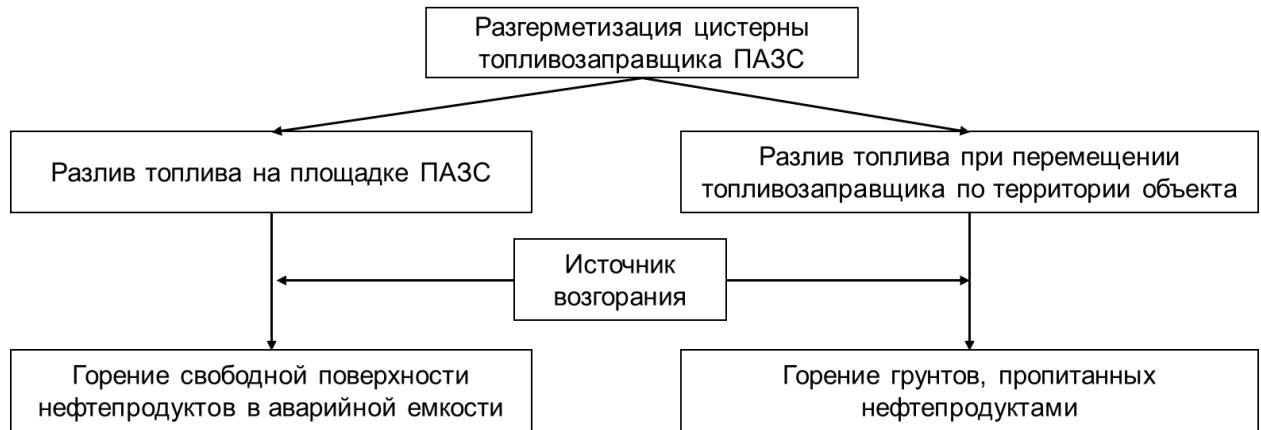 Разгерметизация цистерны
топливозаправщика ПАЗС
Разлив топлива на площадке ПАЗС
Разлив топлива при перемещении
топливозаправщика по территории объекта
Источник
возгорания
Горение свободной поверхности
нефтепродуктов в аварийной емкости
Горение грунтов, пропитанных
нефтепродуктами